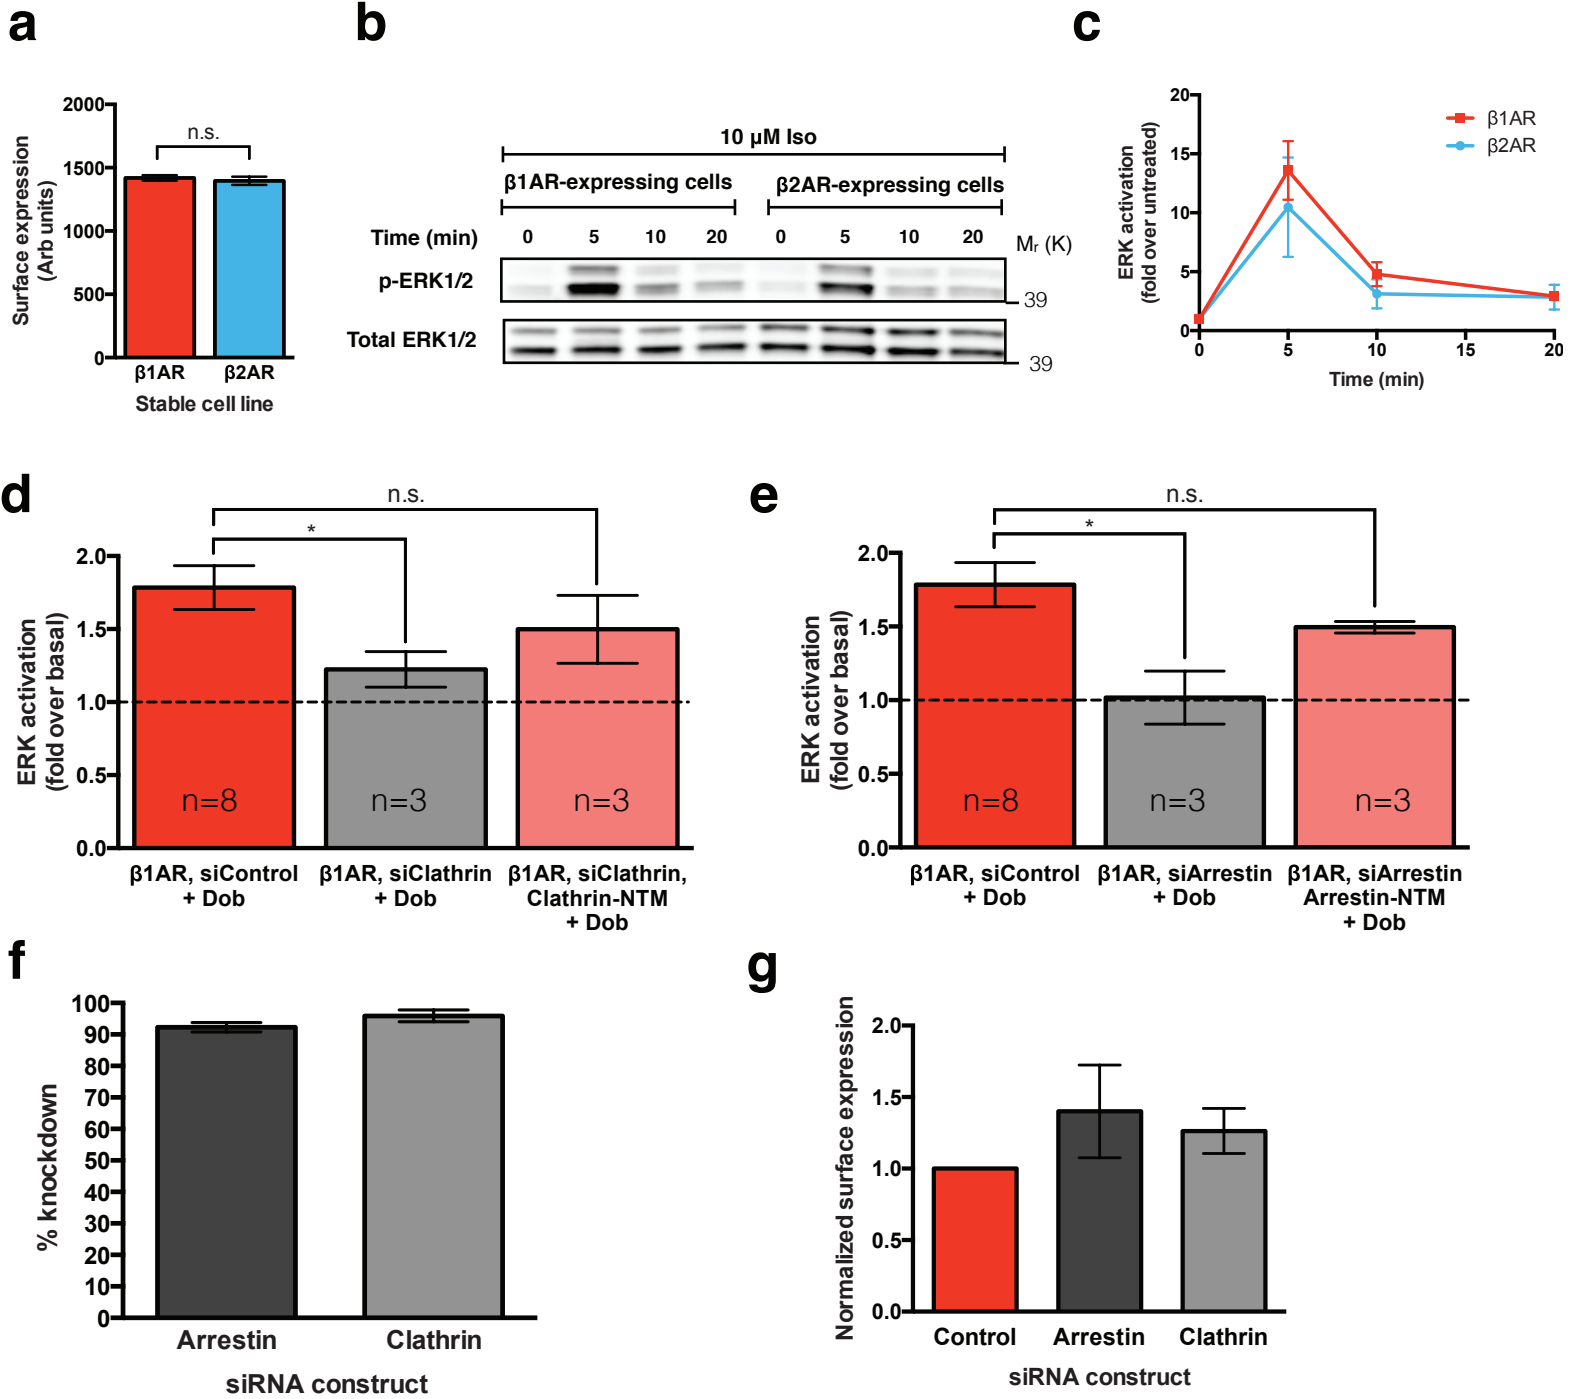 a
b
c
2000
1500
1000
500
0
Surface expression
(Arb units)
n.s.
β1AR
β2AR
Stable cell line
10 µM Iso
β1AR-expressing cells
β2AR-expressing cells
Time (min)
0 5 10 20 0 5 10 20
Mr (K)
p-ERK1/2
39
Total ERK1/2
39
20
15
10
5
0
ERK activation
(fold over untreated)
β1AR
β2AR
0 5 10 15 20
Time (min)
d
n.s.
*
2.0
1.5
1.0
0.5
0.0
ERK activation
(fold over basal)
n=8
n=3
n=3
β1AR, siControl
+ Dob
β1AR, siClathrin
+ Dob
β1AR, siClathrin,
Clathrin-NTM
+ Dob
e
n.s.
*
2.0
1.5
1.0
0.5
0.0
ERK activation
(fold over basal)
n=8
n=3
n=3
β1AR, siControl
+ Dob
β1AR, siArrestin
+ Dob
β1AR, siArrestin
Arrestin-NTM
+ Dob
f
100
90
80
70
60
50
40
30
20
10
0
% knockdown
Arrestin
Clathrin
siRNA construct
g
2.0
1.5
1.0
0.5
0.0
Normalized surface expression
Control
Arrestin
Clathrin
siRNA construct